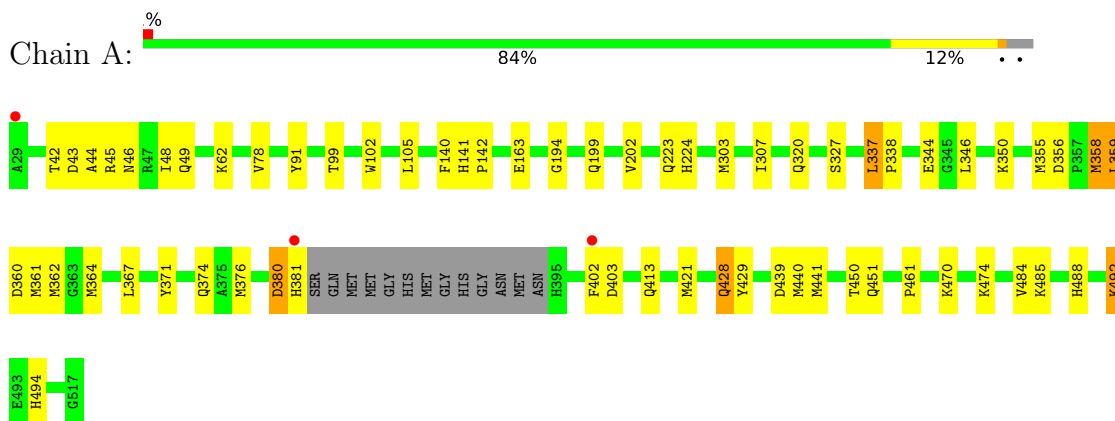 .%
Chain A:
84% 12% • •
A29 T42 D43 A44 R45 N46 R47 I48 Q49 K62 V78 Y91 T99 W102 L105 F140 H141 P142 E163 G194 Q199 V202 Q223 H224 M303 I307 Q320 S327 L337 P338 E344 G345 L346 K350 M355 D356 P357 M358 L359
D360 M361 M362 G363 M364 L367 Y371 Q374 A375 M376 D380 H381 SER GLN MET MET GLY HIS MET GLY HIS GLY ASN MET ASN H395 F402 D403 Q413 M421 Q428 Y429 D439 M440 M441 T450 Q451 P461 K470 K474 V484 K485 H488 K492
E493 H494 G517